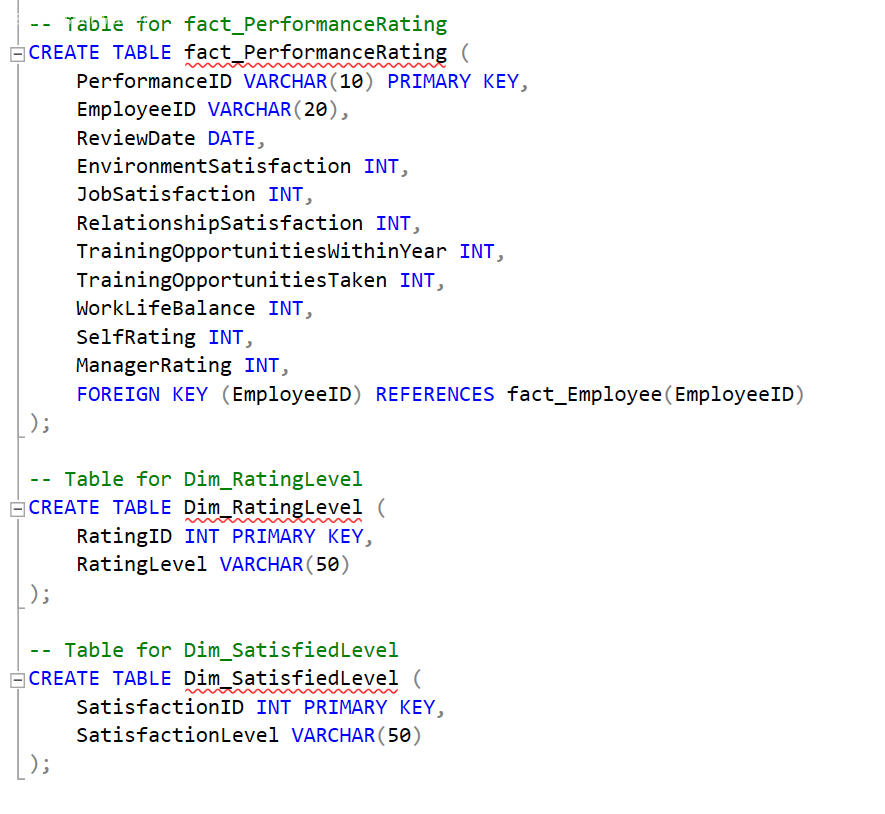 -- Table for fact_PerformanceRating
CREATE TABLE fact_PerformanceRating (
    PerformanceID VARCHAR(10) PRIMARY KEY,
    EmployeeID VARCHAR(20),
    ReviewDate DATE,
    EnvironmentSatisfaction INT,
    JobSatisfaction INT,
    RelationshipSatisfaction INT,
    TrainingOpportunitiesWithinYear INT,
    TrainingOpportunitiesTaken INT,
    WorkLifeBalance INT,
    SelfRating INT,
    ManagerRating INT,
    FOREIGN KEY (EmployeeID) REFERENCES fact_Employee(EmployeeID)
);
-- Table for Dim_RatingLevel
CREATE TABLE Dim_RatingLevel (
    RatingID INT PRIMARY KEY,
    RatingLevel VARCHAR(50)
);
-- Table for Dim_SatisfiedLevel
CREATE TABLE Dim_SatisfiedLevel (
    SatisfactionID INT PRIMARY KEY,
    SatisfactionLevel VARCHAR(50)
);